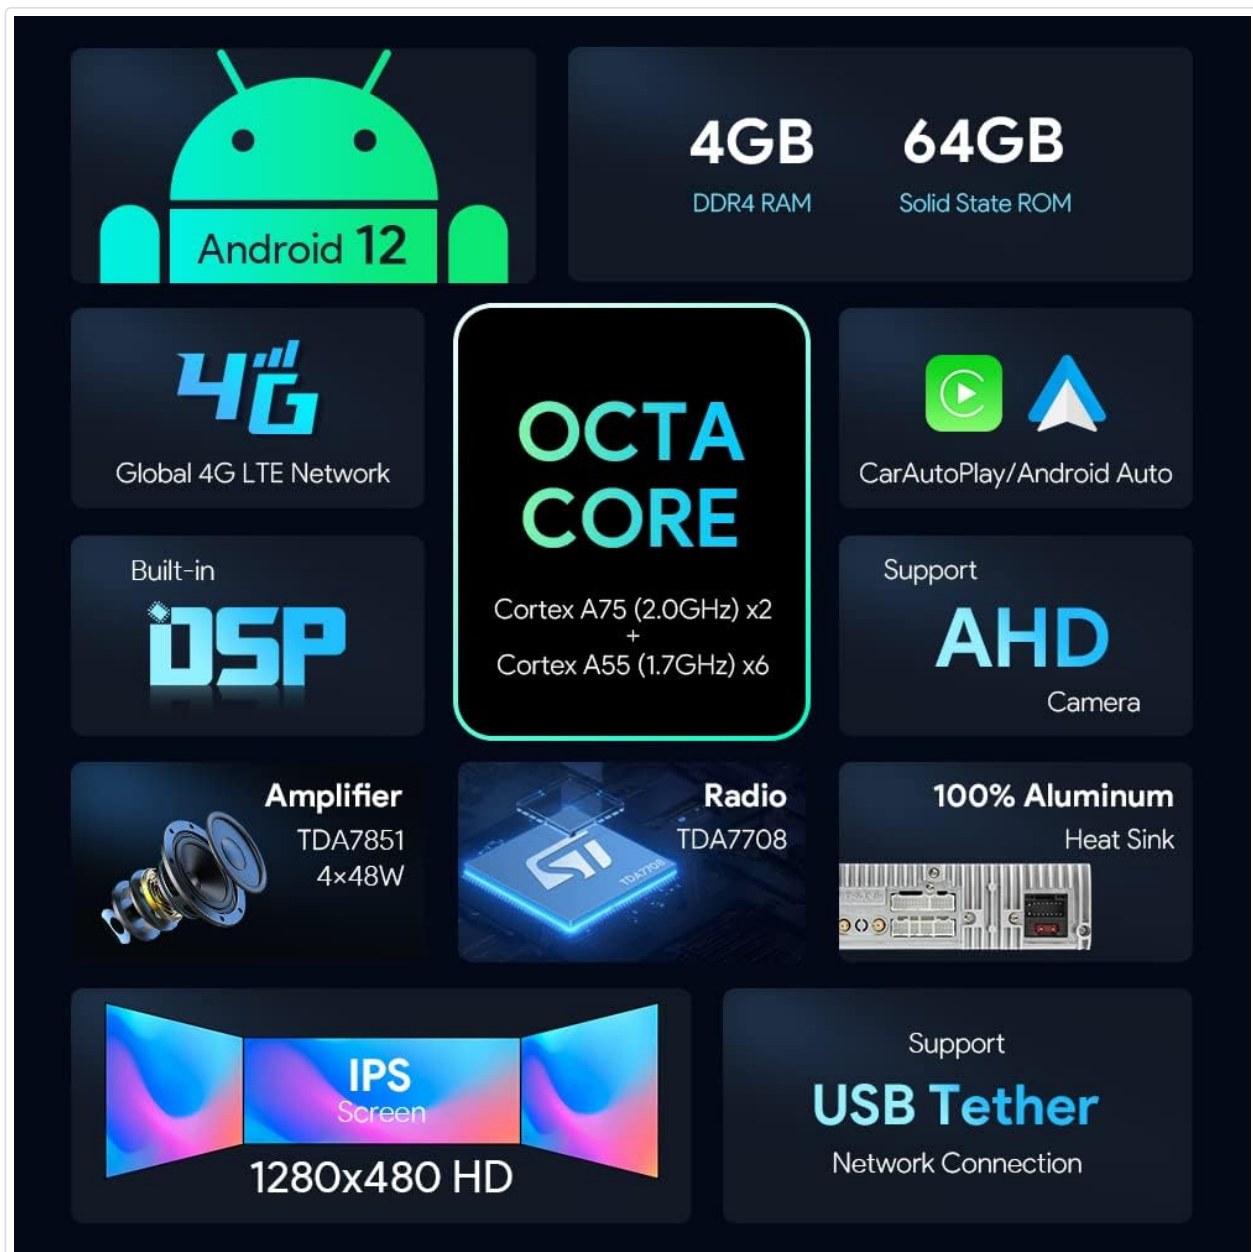 Android 12
4GB
DDR4 RAM
64GB
Solid State ROM
4G
Global 4G LTE Network
OCTA
CORE
Cortex A75 (2.0GHz) x2
+
Cortex A55 (1.7GHz) x6
CarAutoPlay/Android Auto
Built-in
DSP
Support
AHD
Camera
Amplifier
TDA7851
4×48W
Radio
TDA7708
ST
TDA7708
100% Aluminum
Heat Sink
IPS
Screen
1280x480 HD
Support
USB Tether
Network Connection